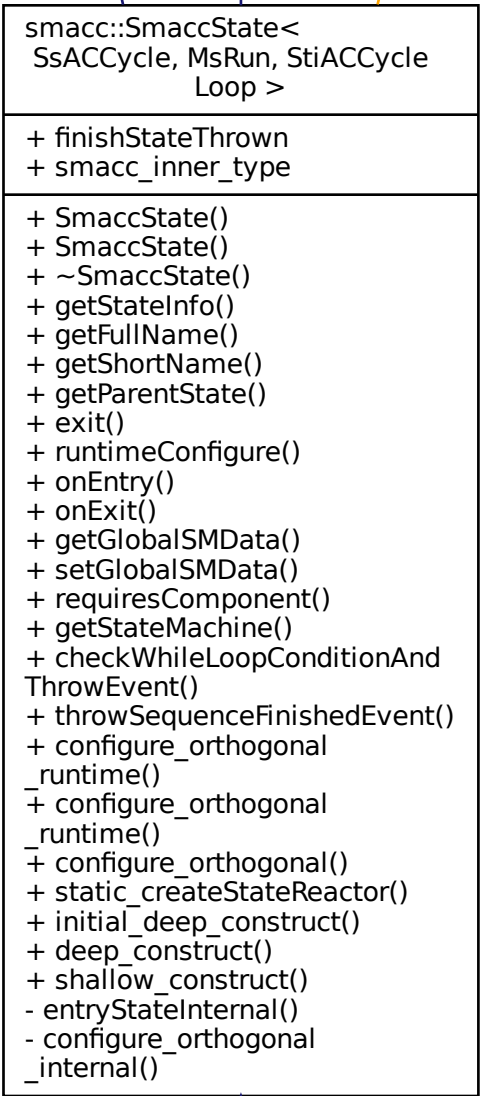 smacc::SmaccState<
SsACCycle, MsRun, StiACCycle
Loop >
+ finishStateThrown
+ smacc_inner_type
+ SmaccState()
+ SmaccState()
+ ~SmaccState()
+ getStateInfo()
+ getFullName()
+ getShortName()
+ getParentState()
+ exit()
+ runtimeConfigure()
+ onEntry()
+ onExit()
+ getGlobalSMData()
+ setGlobalSMData()
+ requiresComponent()
+ getStateMachine()
+ checkWhileLoopConditionAnd
ThrowEvent()
+ throwSequenceFinishedEvent()
+ configure_orthogonal
_runtime()
+ configure_orthogonal
_runtime()
+ configure_orthogonal()
+ static_createStateReactor()
+ initial_deep_construct()
+ deep_construct()
+ shallow_construct()
- entryStateInternal()
- configure_orthogonal
_internal()